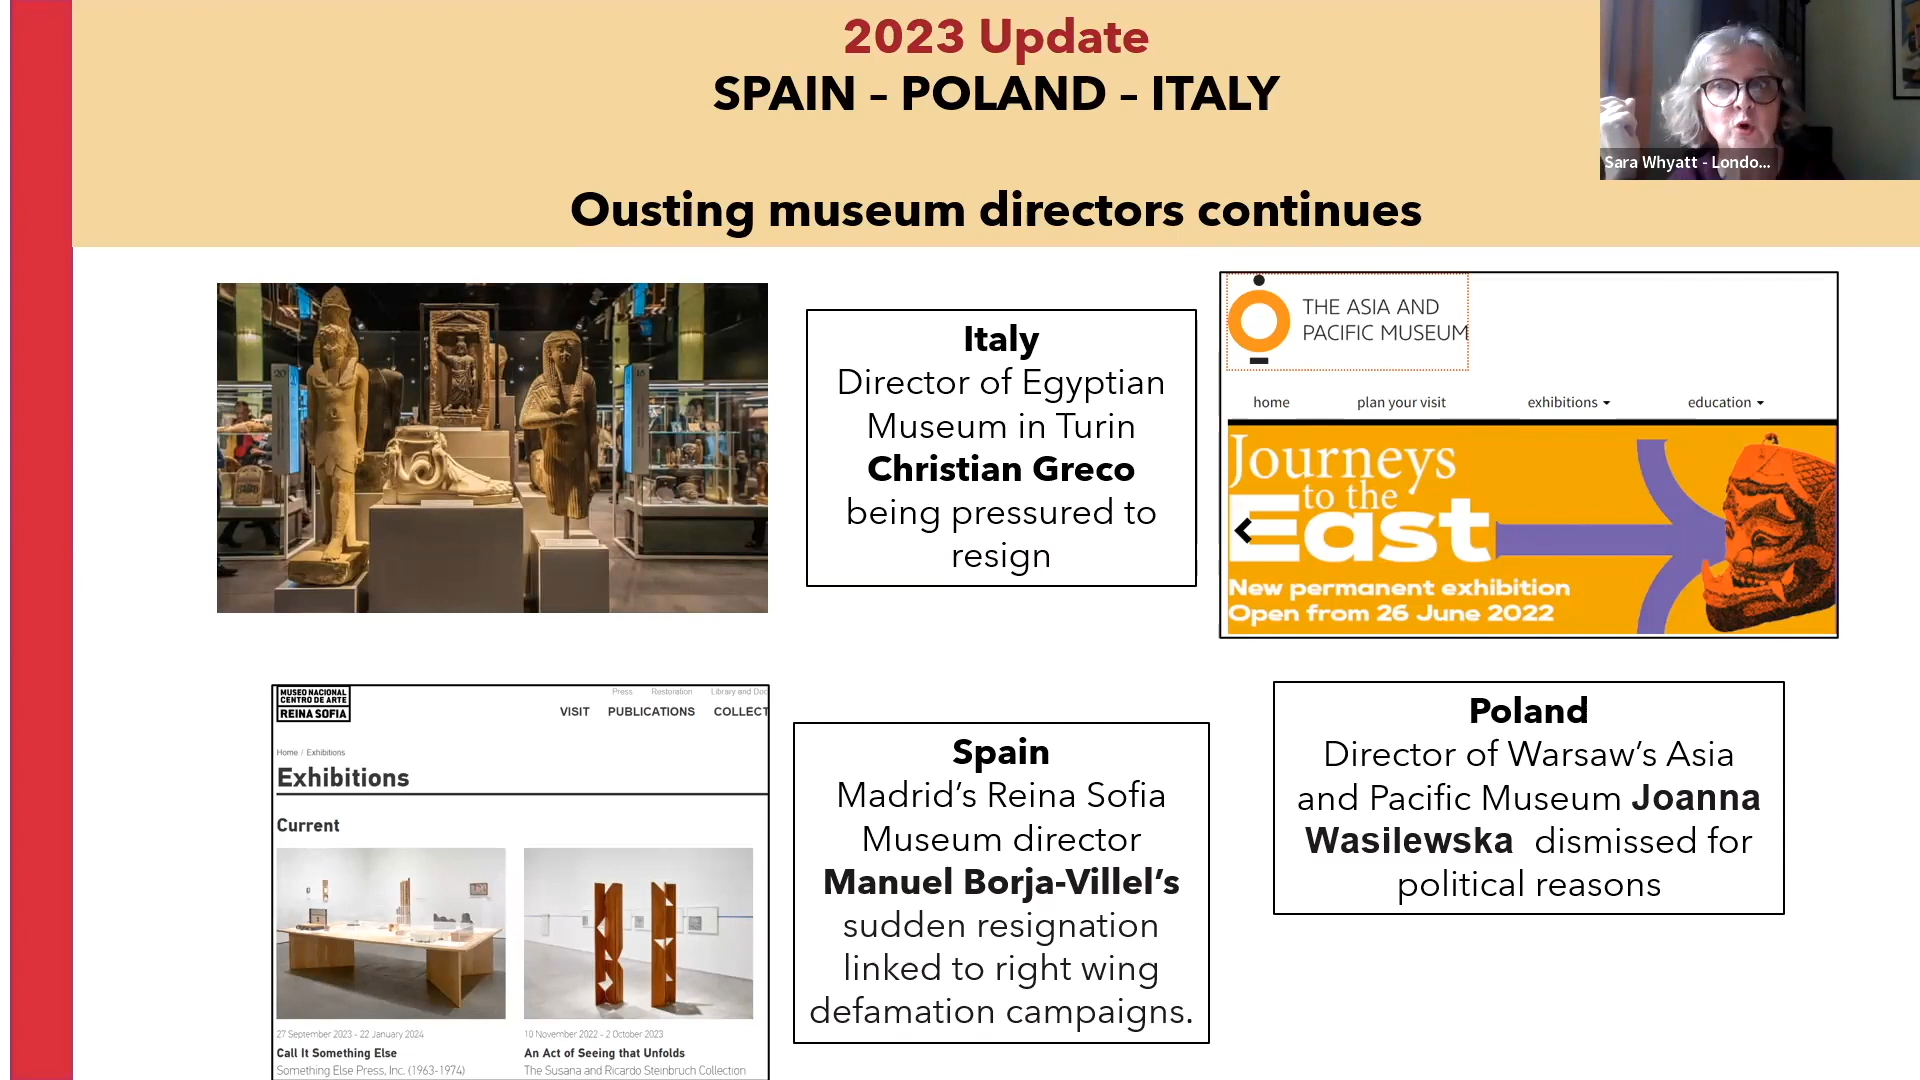 2023 Update
SPAIN – POLAND – ITALY
Ousting museum directors continues
Sara Whyatt - Londo...
20
18
Italy
Director of Egyptian
Museum in Turin
Christian Greco
being pressured to
resign
THE ASIA AND
PACIFIC MUSEUM
home plan your visit exhibitions education
Journeys
to the
East
New permanent exhibition
Open from 26 June 2022
MUSEO NACIONAL
CENTRO DE ARTE
REINA SOFIA
Press Restoration Library and Doc
VISIT PUBLICATIONS COLLECT
Home / Exhibitions
Exhibitions
Current
27 September 2023 - 22 January 2024
Call It Something Else
Something Else Press, Inc. (1963-1974)
10 November 2022 - 2 October 2023
An Act of Seeing that Unfolds
The Susana and Ricardo Steinbruch Collection
Spain
Madrid’s Reina Sofia
Museum director
Manuel Borja-Villel’s
sudden resignation
linked to right wing
defamation campaigns.
Poland
Director of Warsaw’s Asia
and Pacific Museum Joanna
Wasilewska dismissed for
political reasons